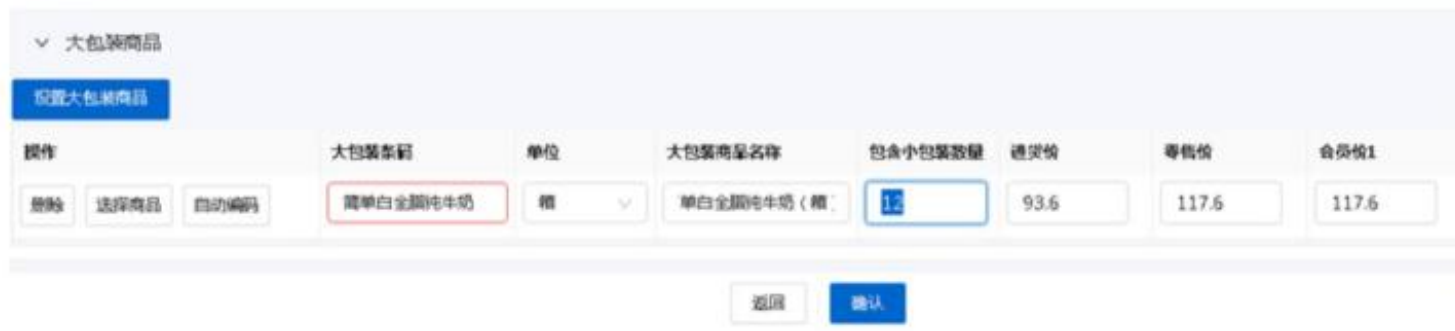 大包装商品
设置大包装商品
操作 大包装条码 单位 大包装商品名称 包含小包装数量 进货价 零售价 会员价1
删除 选择商品 自动编码 简单白全脂纯牛奶 箱 单白全脂纯牛奶（箱 12 93.6 117.6 117.6
返回 确认